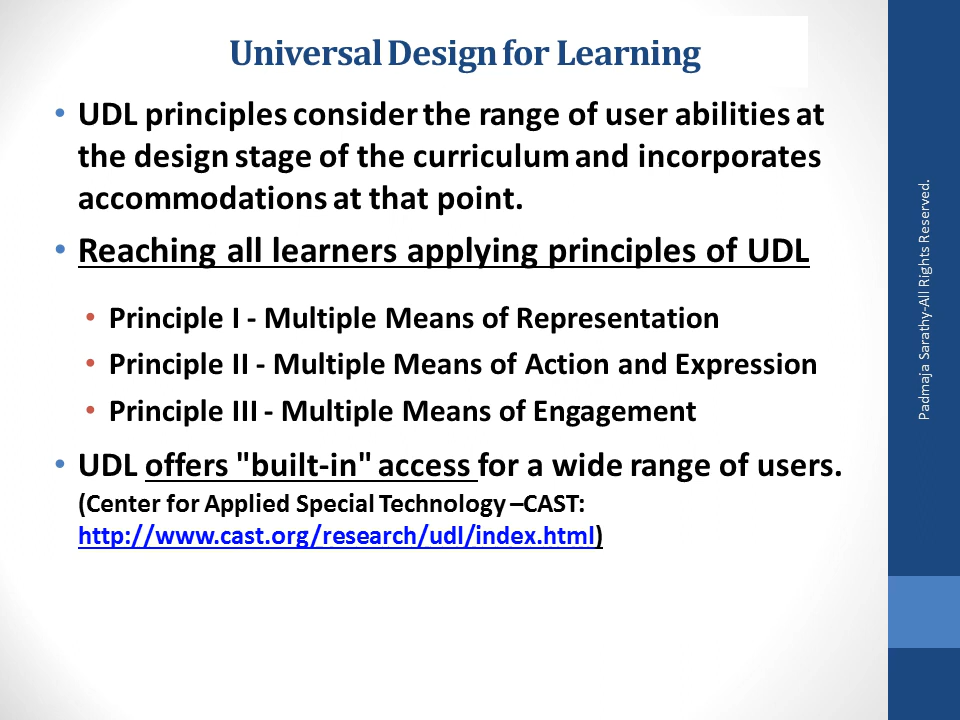 Universal Design for Learning
• UDL principles consider the range of user abilities at
the design stage of the curriculum and incorporates
accommodations at that point.
• Reaching all learners applying principles of UDL
• Principle I - Multiple Means of Representation
• Principle II - Multiple Means of Action and Expression
• Principle III - Multiple Means of Engagement
• UDL offers "built-in" access for a wide range of users.
(Center for Applied Special Technology –CAST:
http://www.cast.org/research/udl/index.html)
Padmaja Sarathy-All Rights Reserved.